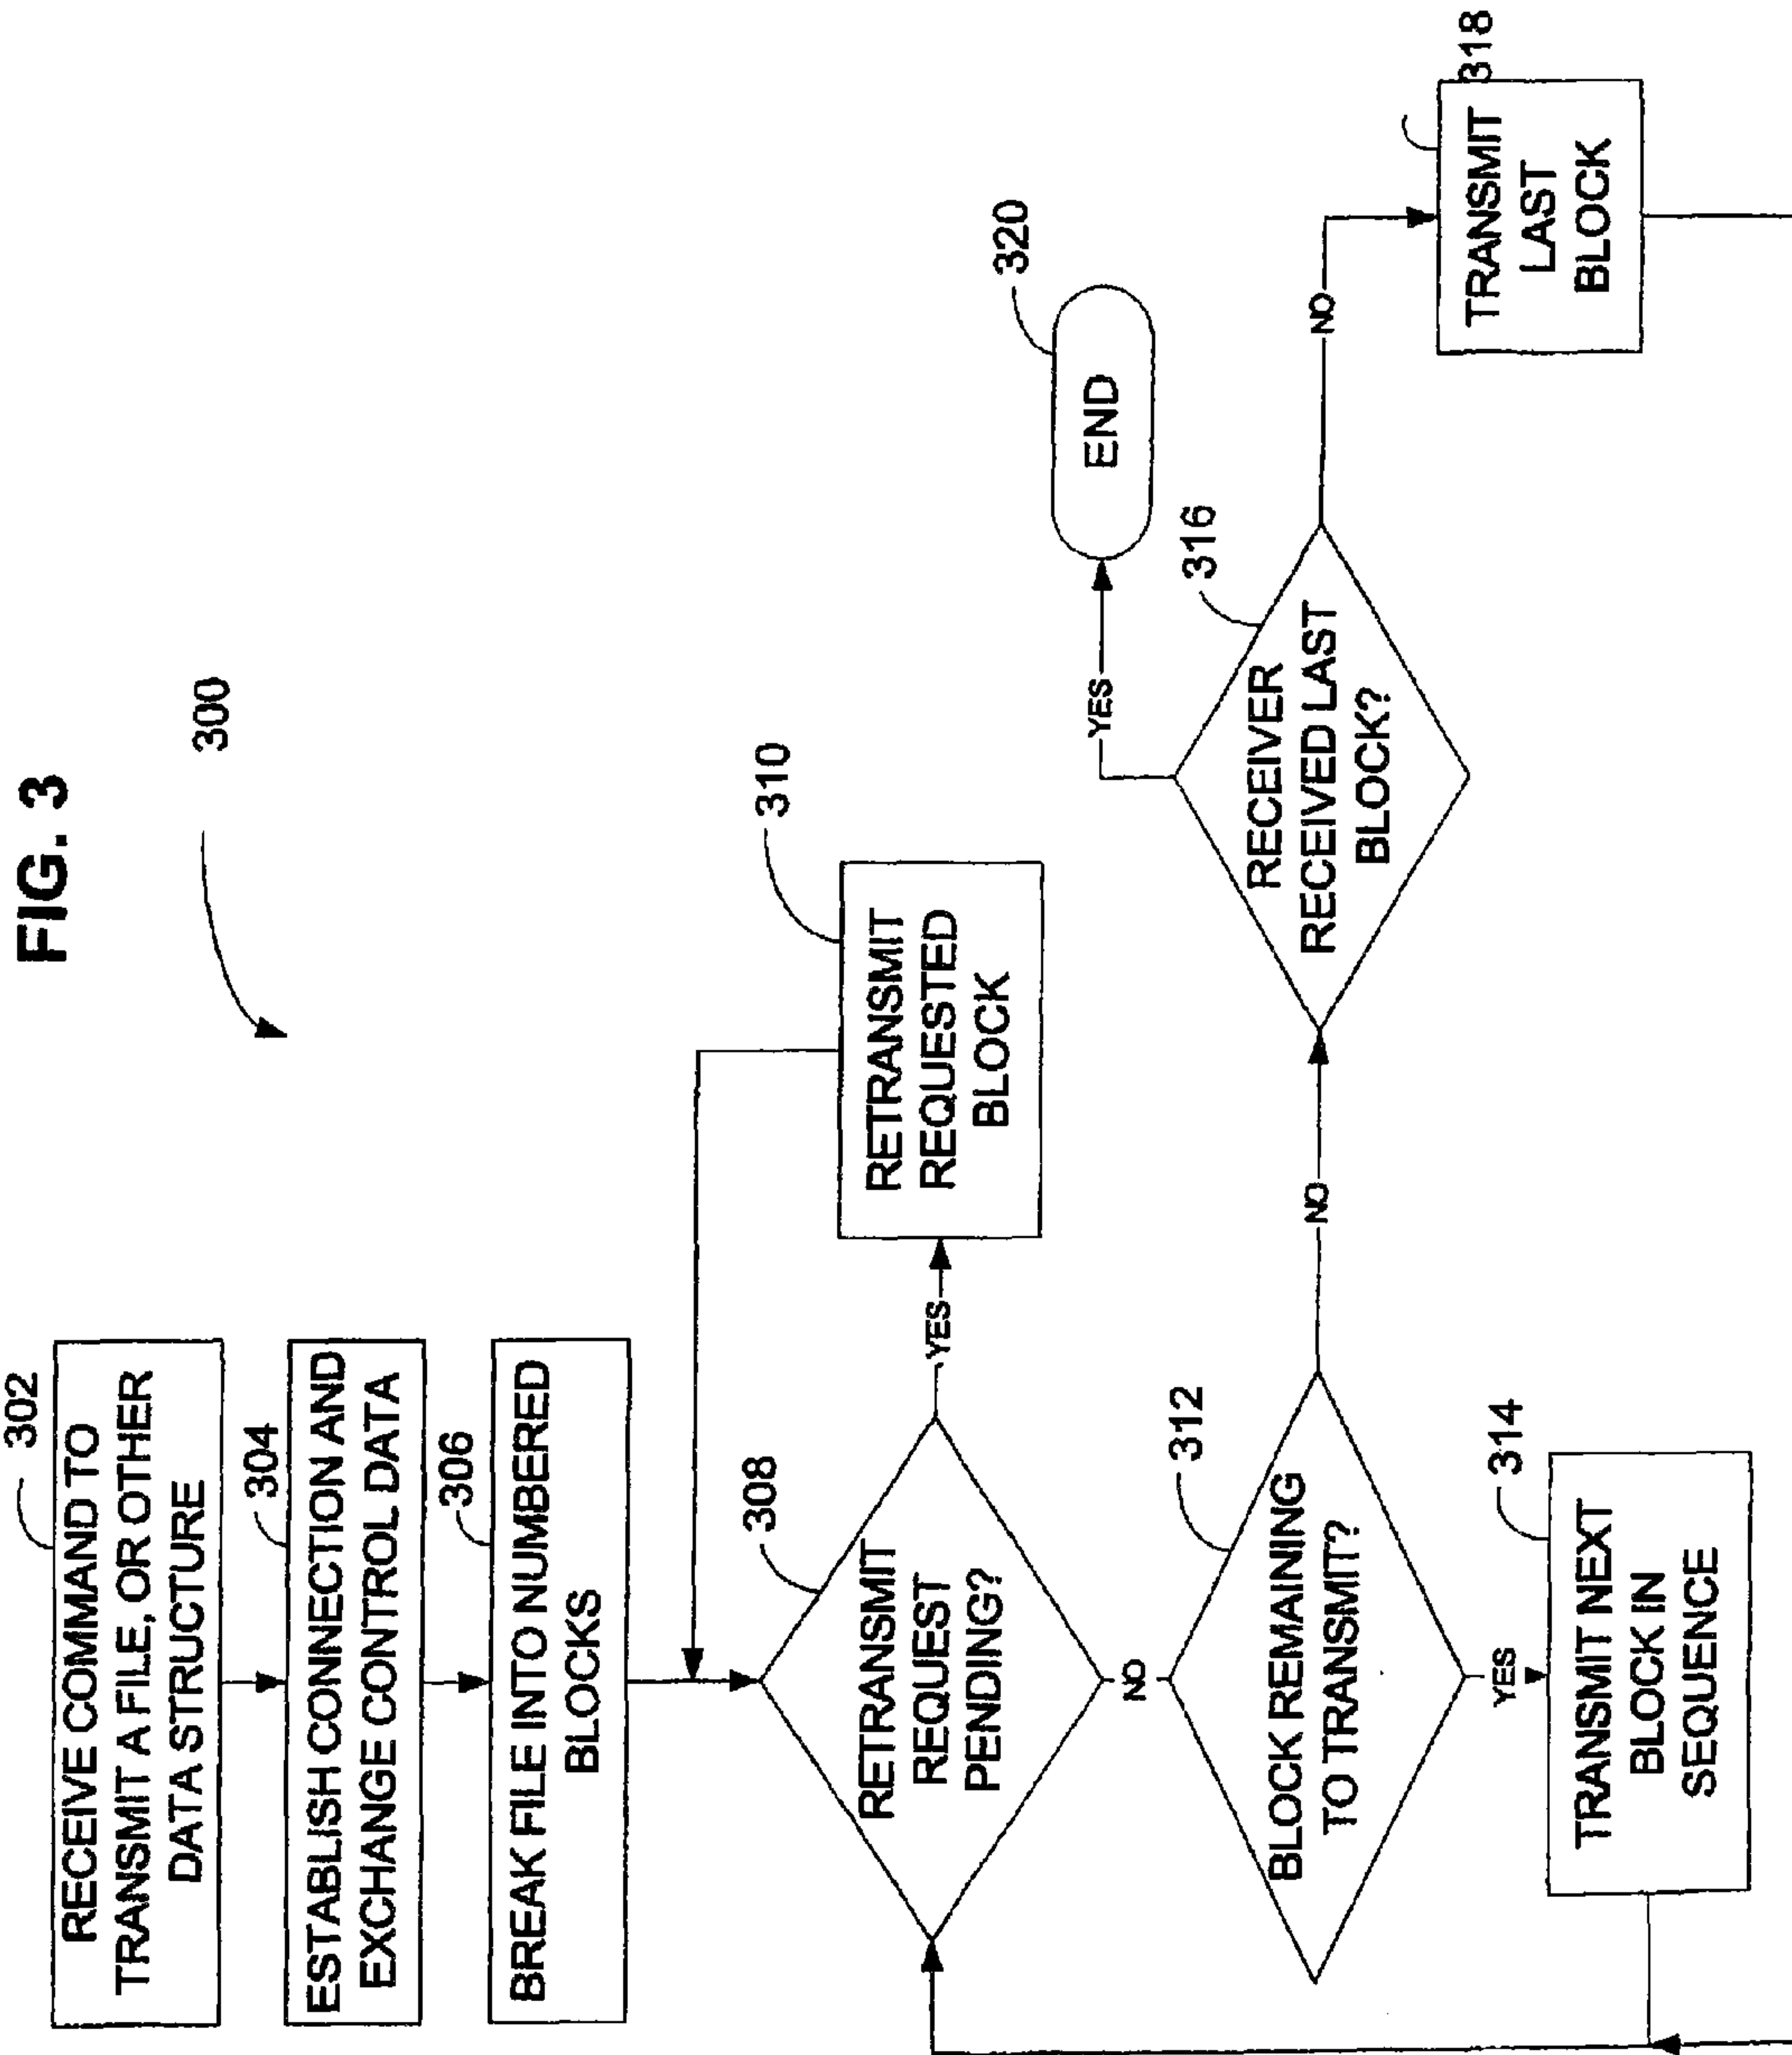 FIG. 3
300
302
RECEIVE COMMAND TO
TRANSMIT A FILE, OR OTHER
DATA STRUCTURE
304
ESTABLISH CONNECTION AND
EXCHANGE CONTROL DATA
306
BREAK FILE INTO NUMBERED
BLOCKS
308
RETRANSMIT
REQUEST
PENDING?
YES
310
RETRANSMIT
REQUESTED
BLOCK
NO
312
BLOCK REMAINING
TO TRANSMIT?
NO
YES
314
TRANSMIT NEXT
BLOCK IN
SEQUENCE
316
RECEIVER
RECEIVED LAST
BLOCK?
YES
320
END
NO
318
TRANSMIT
LAST
BLOCK